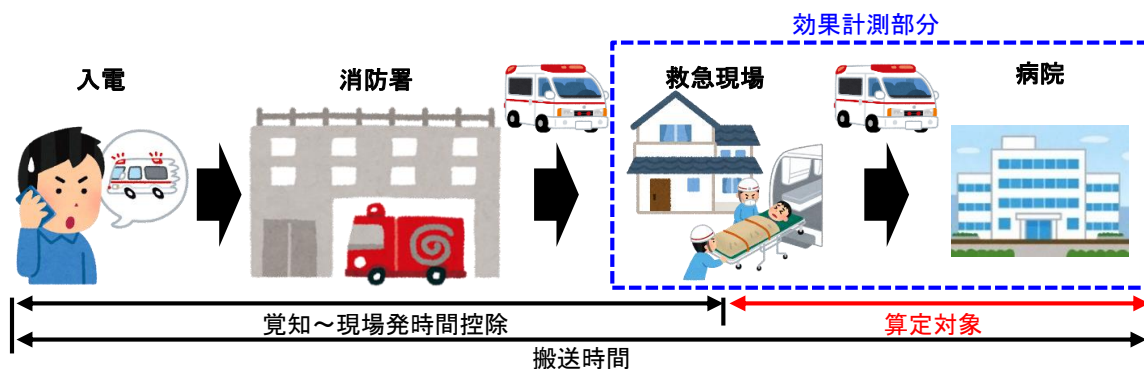 効果計測部分
入電
消防署
救急現場
病院
覚知～現場発時間控除
算定対象
搬送時間